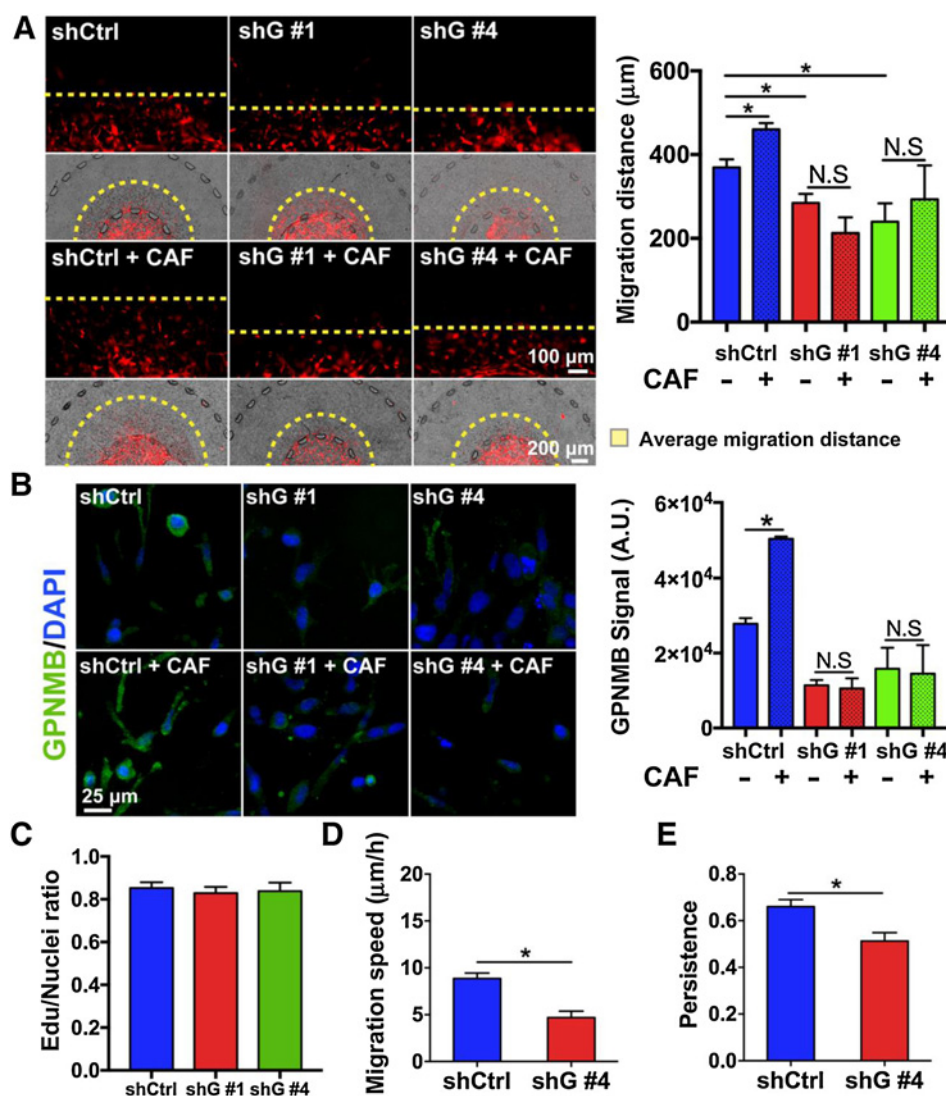 A
shCtrl
shG #1
shG #4
shCtrl + CAF
shG #1 + CAF
shG #4 + CAF
100 µm
200 µm
Migration distance (µm)
600
400
200
0
*
*
*
N.S
N.S
shCtrl shG #1 shG #4
CAF - + - + - +
Average migration distance
B
GPNMB/DAPI
shCtrl
shG #1
shG #4
shCtrl + CAF
shG #1 + CAF
shG #4 + CAF
25 µm
GPNMB Signal (A.U.)
6×10⁴
4×10⁴
2×10⁴
0
*
N.S
N.S
shCtrl shG #1 shG #4
CAF - + - + - +
C
Edu/Nuclei ratio
1.0
0.8
0.6
0.4
0.2
0.0
shCtrl shG #1 shG #4
D
Migration speed (µm/h)
20
15
10
5
0
*
shCtrl shG #4
E
Persistence
0.8
0.6
0.4
0.2
0.0
*
shCtrl shG #4